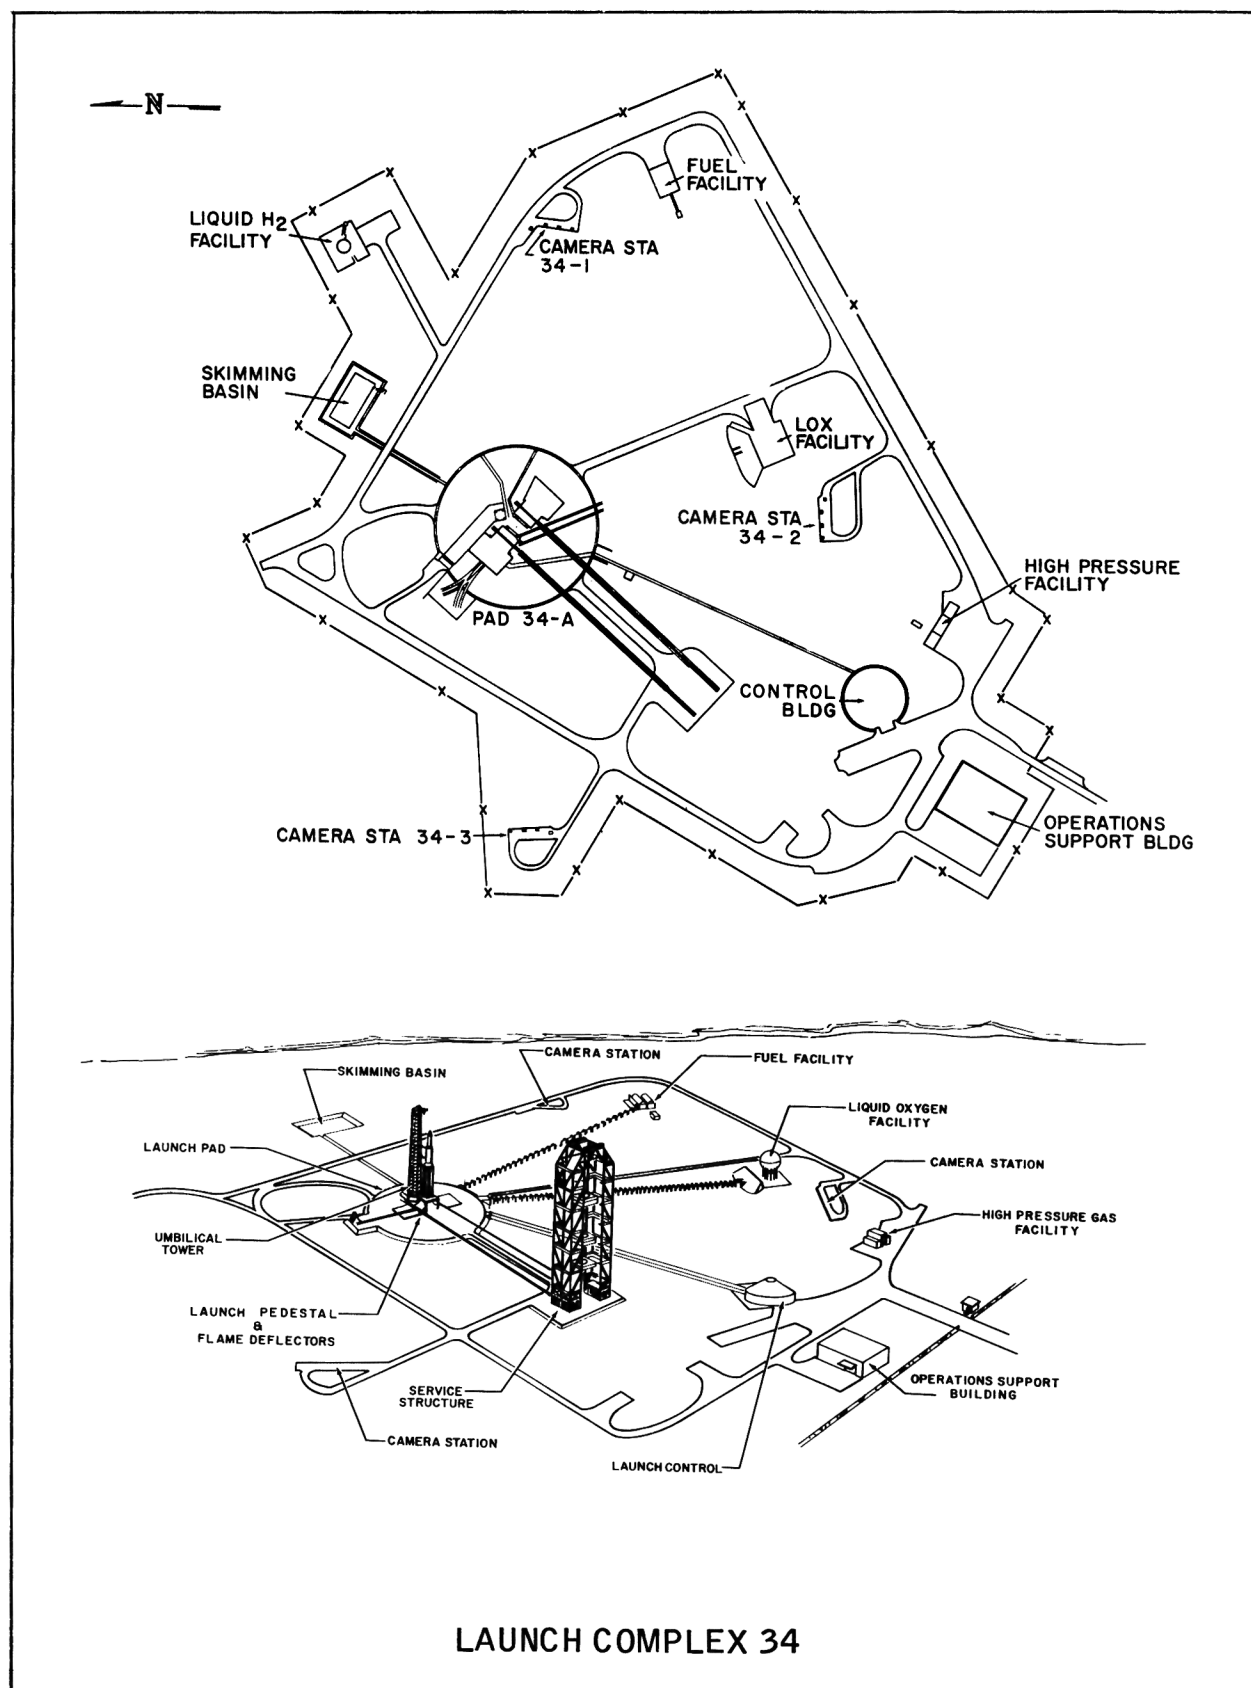 N
FUEL
FACILITY
LIQUID H2
FACILITY
CAMERA STA
34-1
SKIMMING
BASIN
LOX
FACILITY
CAMERA STA
34-2
HIGH PRESSURE
FACILITY
PAD 34-A
CONTROL
BLDG
OPERATIONS
SUPPORT BLDG
CAMERA STA 34-3
CAMERA STATION
FUEL FACILITY
SKIMMING BASIN
LIQUID OXYGEN
FACILITY
LAUNCH PAD
CAMERA STATION
HIGH PRESSURE GAS
FACILITY
UMBILICAL
TOWER
LAUNCH PEDESTAL
&
FLAME DEFLECTORS
SERVICE
STRUCTURE
OPERATIONS SUPPORT
BUILDING
CAMERA STATION
LAUNCH CONTROL
LAUNCH COMPLEX 34